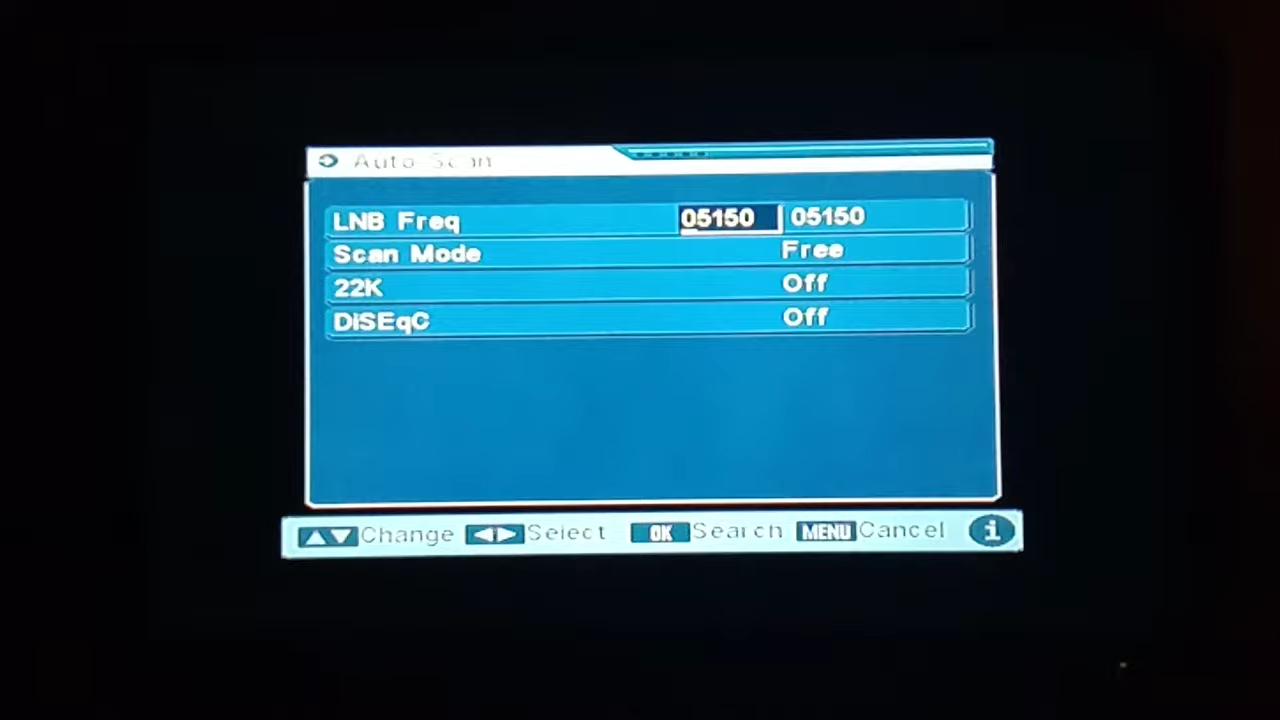 Auto Scan
LNB Freq 05150 05150
Scan Mode Free
22K Off
DiSEqC Off
▲▼ Change ◀▶ Select OK Search MENU Cancel i